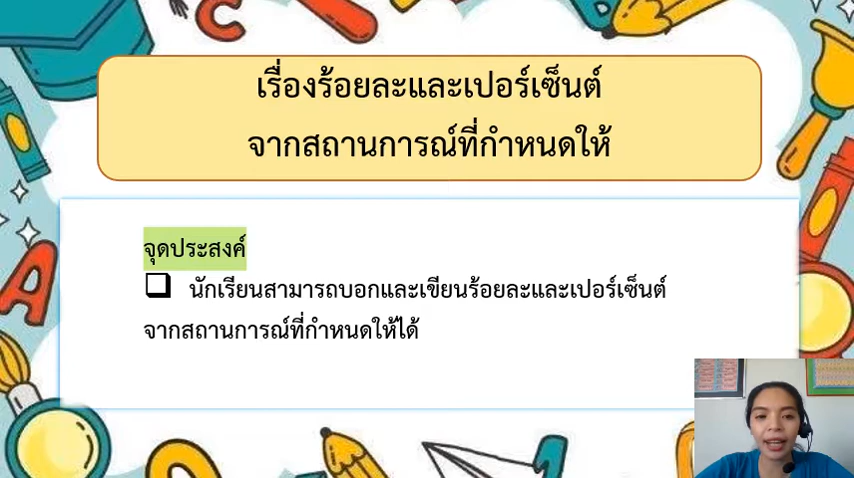 เรื่องร้อยละและเปอร์เซ็นต์
จากสถานการณ์ที่กำหนดให้
จุดประสงค์
❑ นักเรียนสามารถบอกและเขียนร้อยละและเปอร์เซ็นต์
จากสถานการณ์ที่กำหนดให้ได้